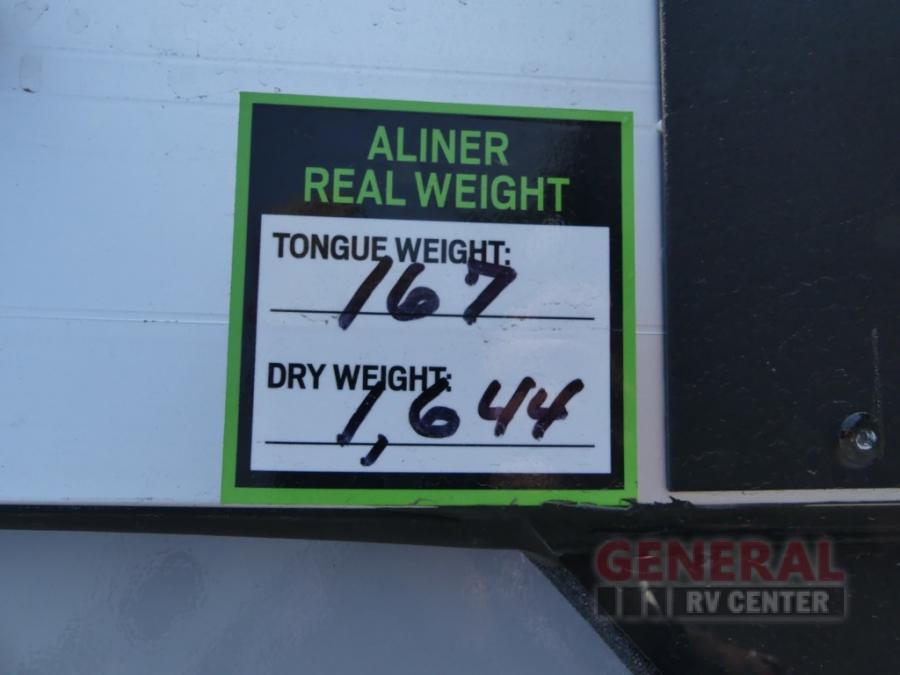 ALINER
REAL WEIGHT
TONGUE WEIGHT:
167
DRY WEIGHT:
1,644
GENERAL
RV CENTER